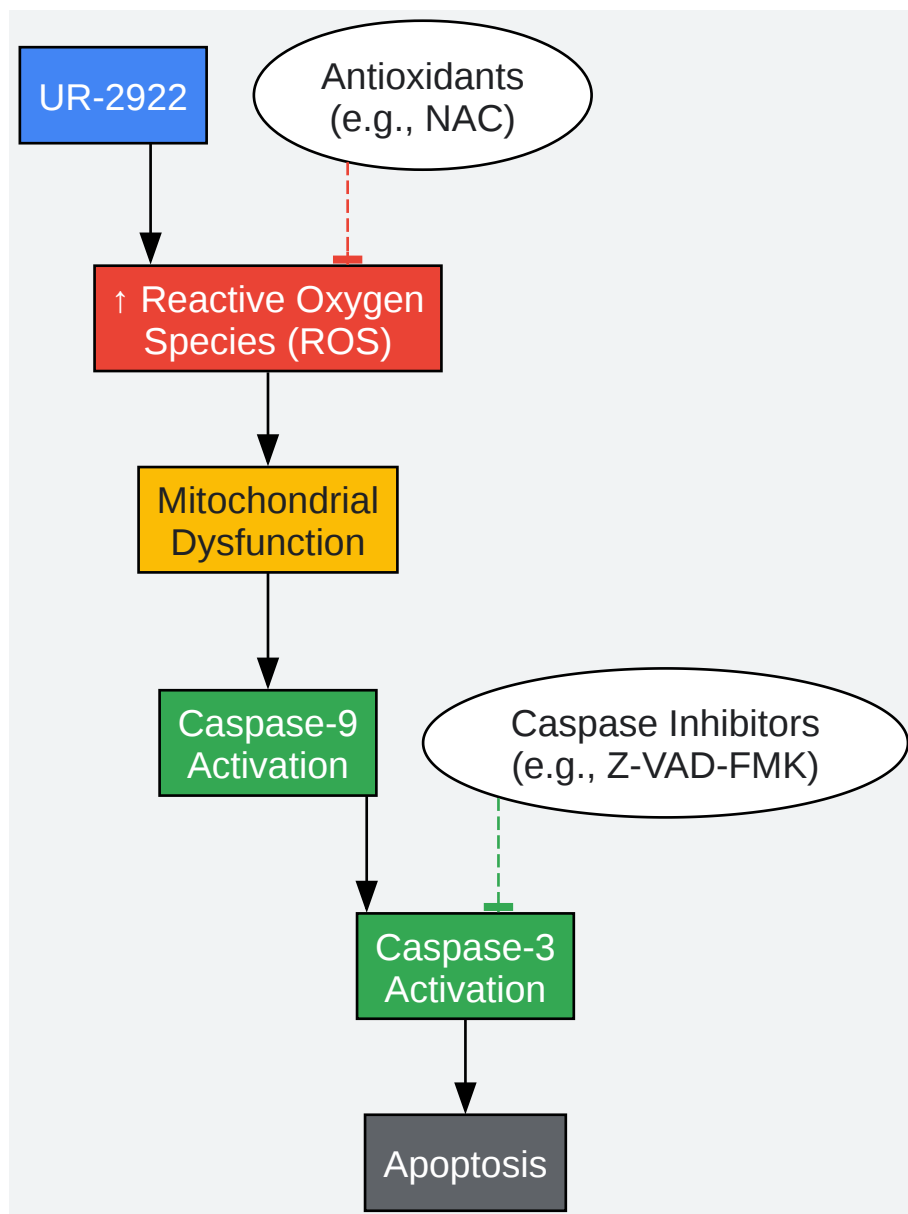 UR-2922
Antioxidants
(e.g., NAC)
↑ Reactive Oxygen
Species (ROS)
Mitochondrial
Dysfunction
Caspase-9
Activation
Caspase Inhibitors
(e.g., Z-VAD-FMK)
Caspase-3
Activation
Apoptosis